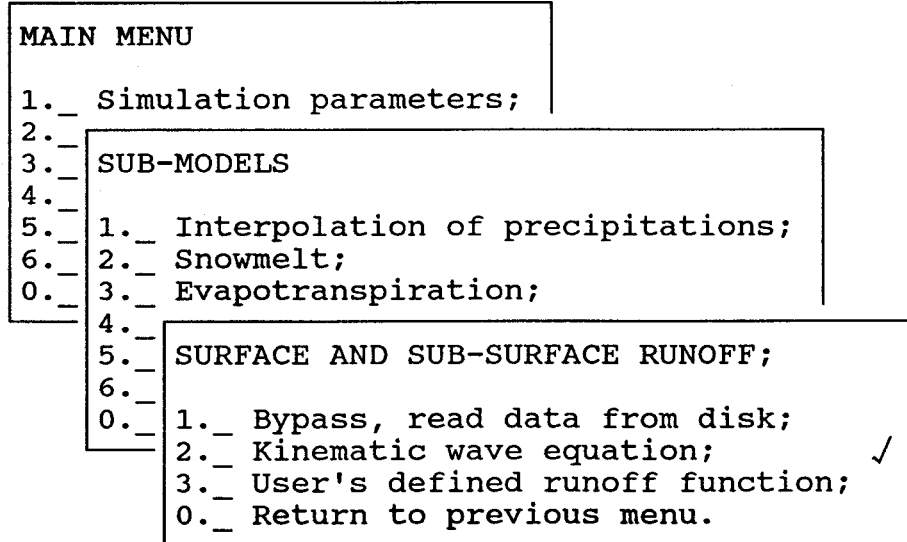 MAIN MENU
1._ Simulation parameters;
2._
3._
4._
5._
6._
0._
SUB-MODELS
1._ Interpolation of precipitations;
2._ Snowmelt;
3._ Evapotranspiration;
4._
5._
6._
0._
SURFACE AND SUB-SURFACE RUNOFF;
1._ Bypass, read data from disk;
2._ Kinematic wave equation; √
3._ User's defined runoff function;
0._ Return to previous menu.